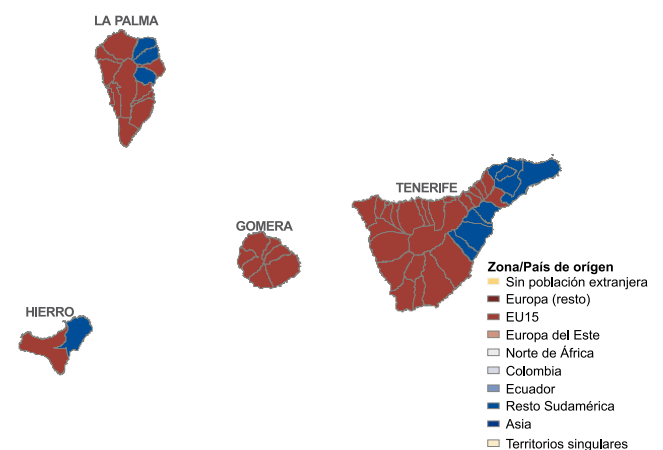 LA PALMA
TENERIFE
GOMERA
HIERRO
Zona/País de orígen
Sin población extranjera
Europa (resto)
EU15
Europa del Este
Norte de África
Colombia
Ecuador
Resto Sudamérica
Asia
Territorios singulares